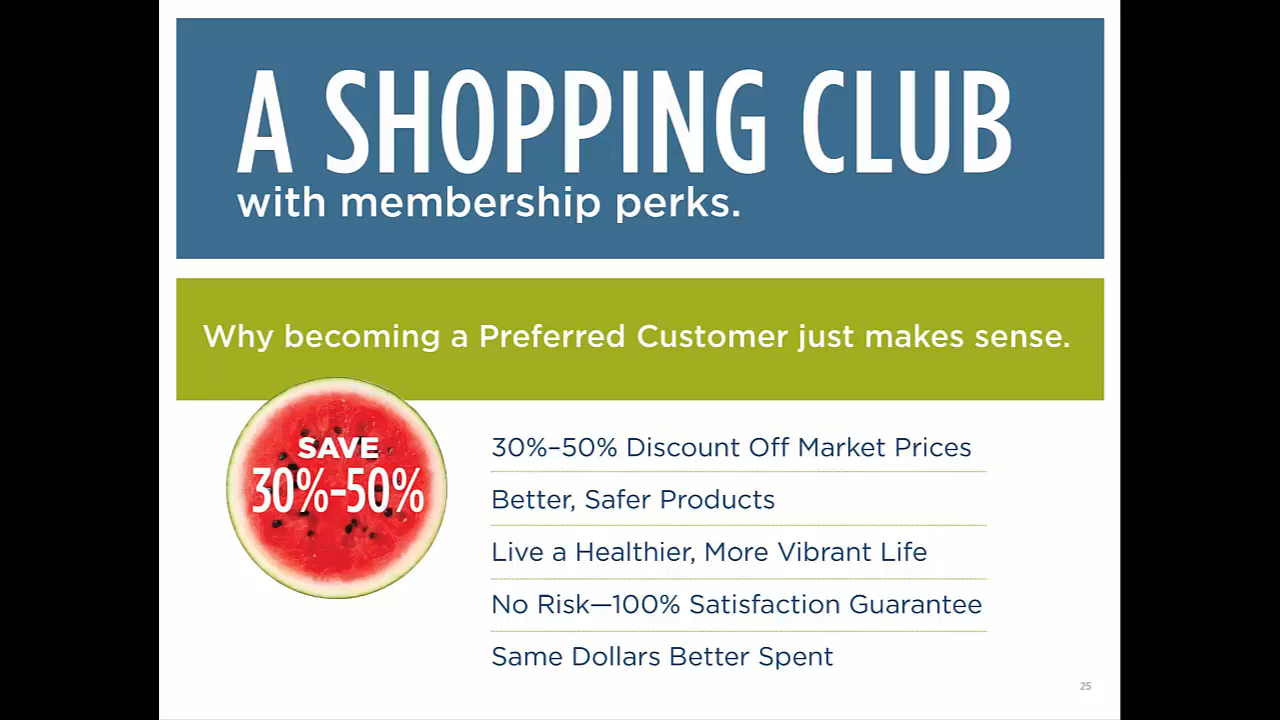 A SHOPPING CLUB
with membership perks.
Why becoming a Preferred Customer just makes sense.
SAVE
30%-50%
30%–50% Discount Off Market Prices
Better, Safer Products
Live a Healthier, More Vibrant Life
No Risk—100% Satisfaction Guarantee
Same Dollars Better Spent
25